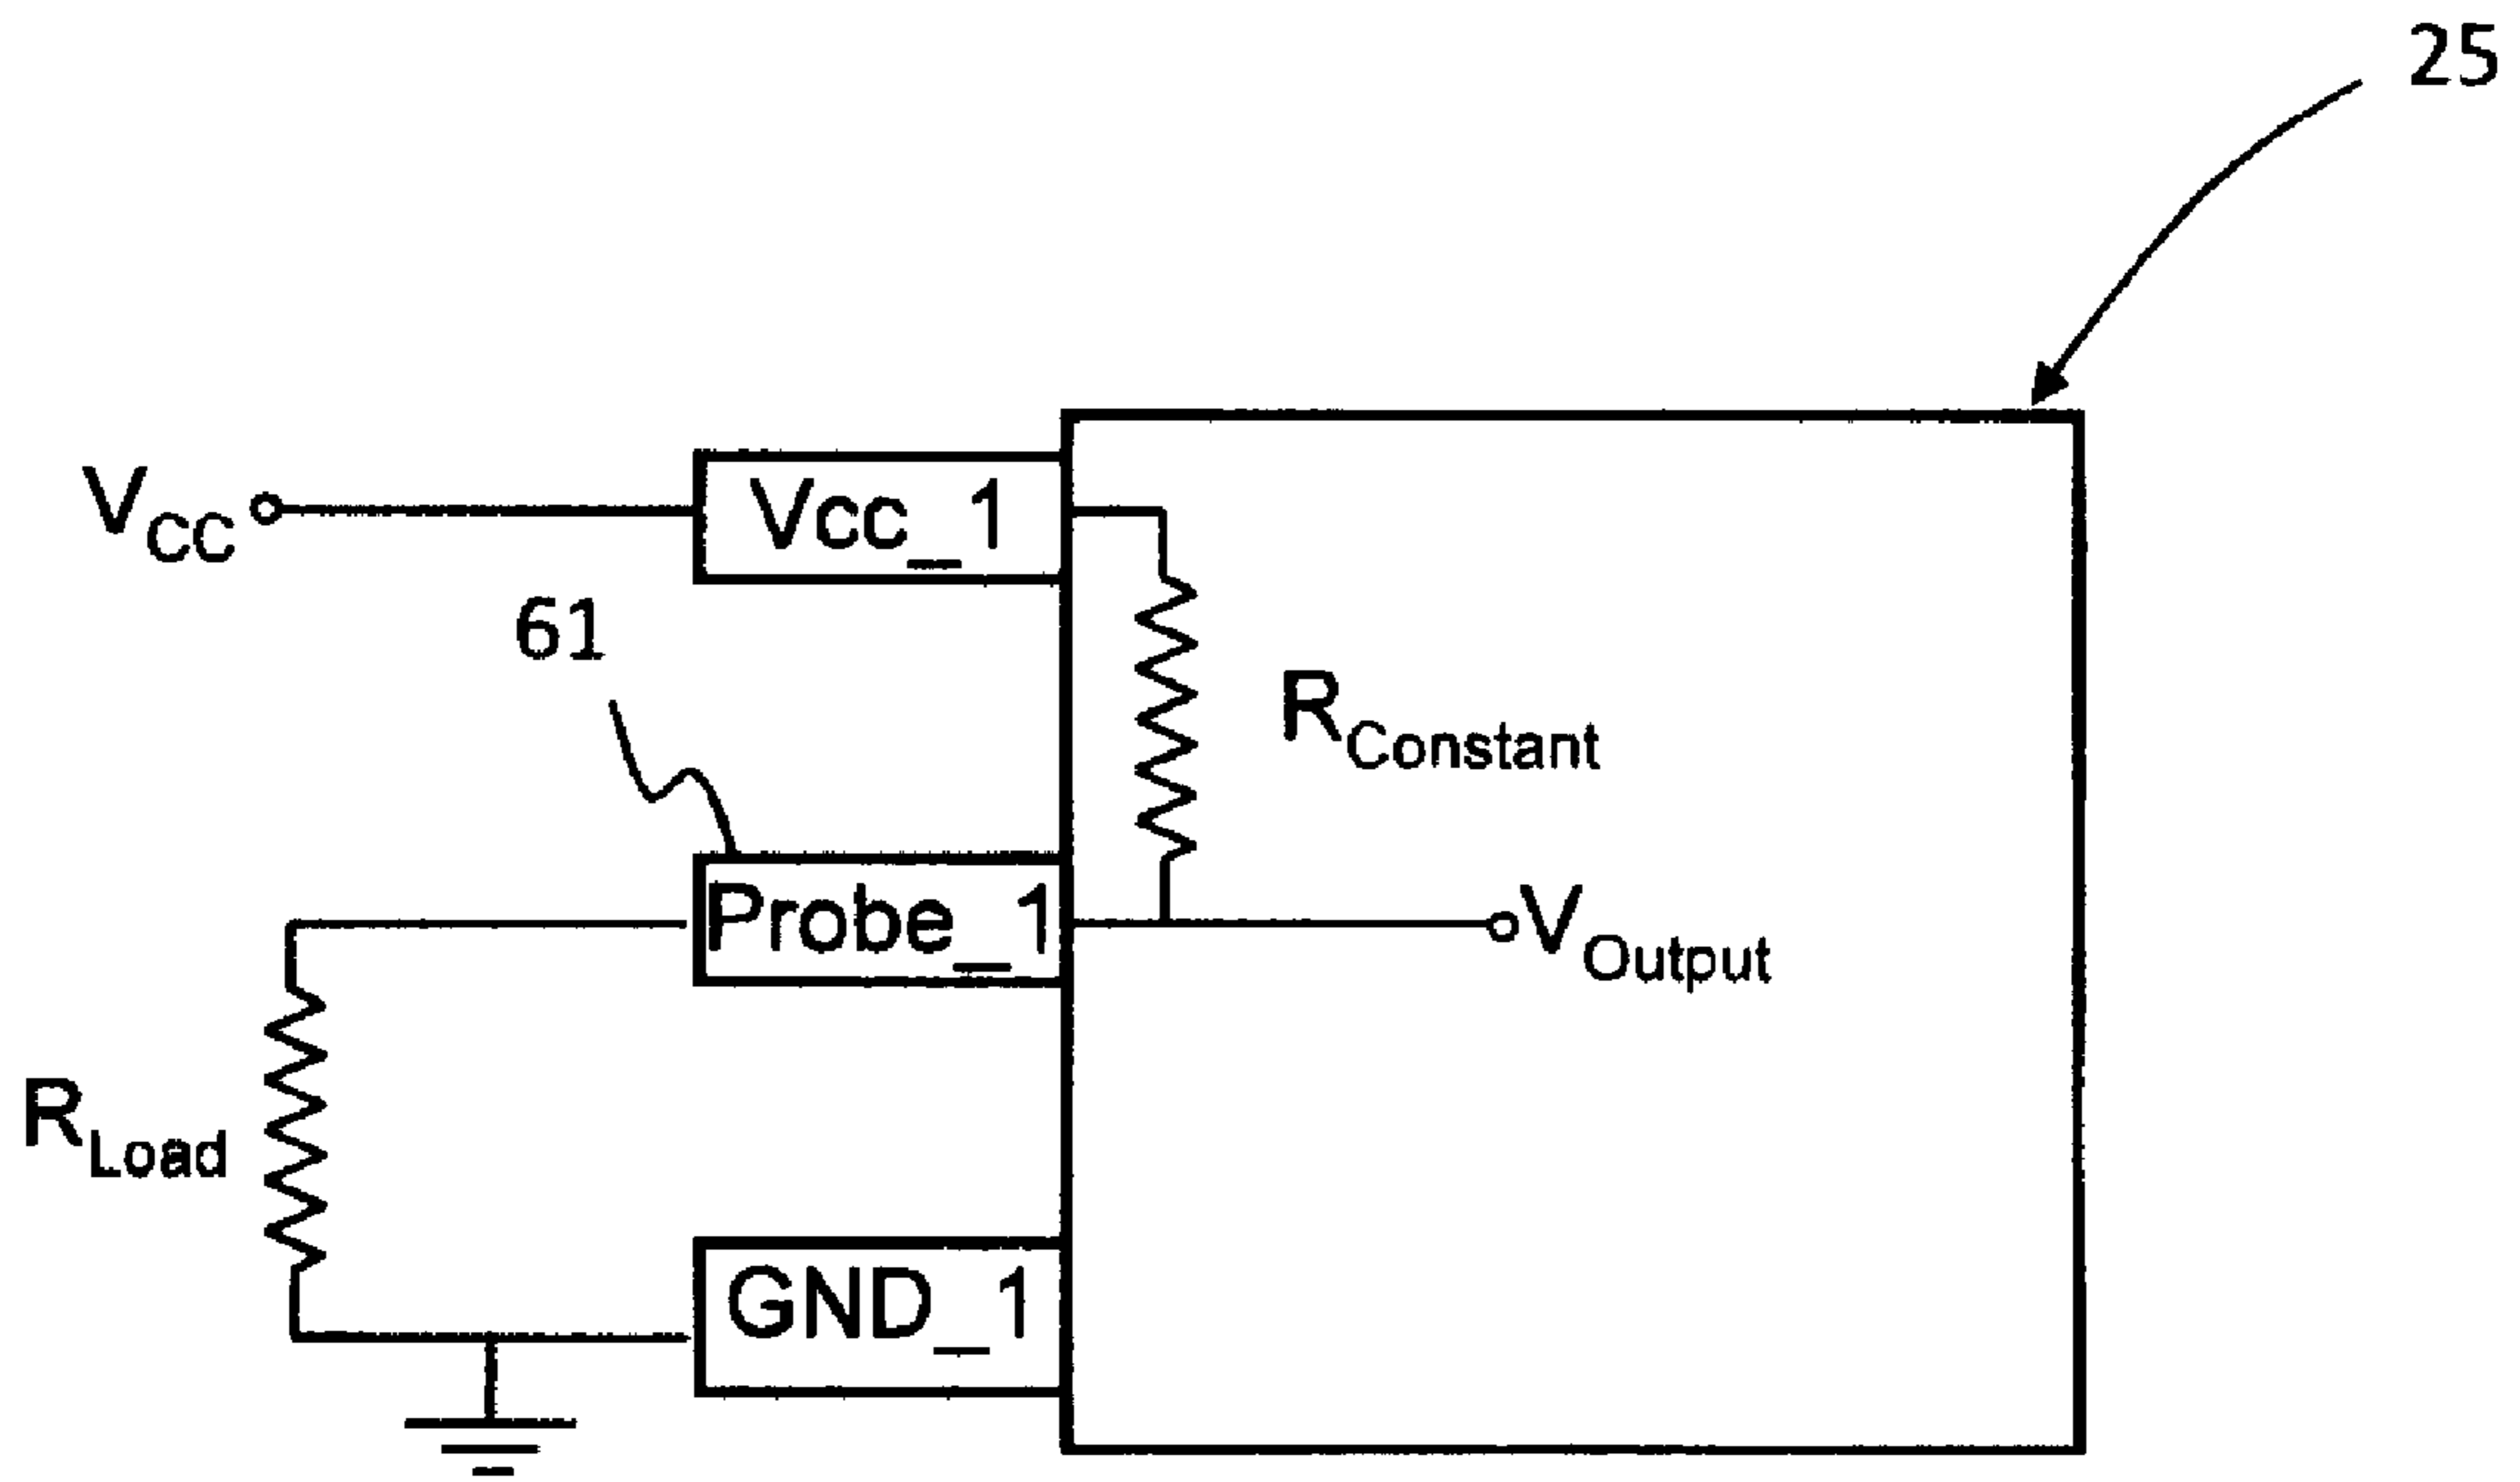 25
VCC
Vcc_1
61
RConstant
Probe_1
VOutput
RLoad
GND_1